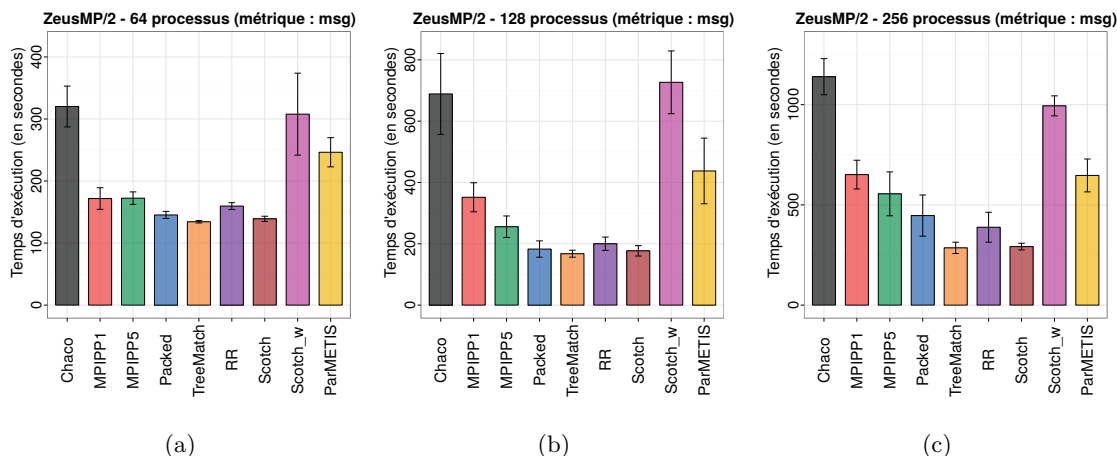 ZeusMP/2 - 64 processus (métrique : msg)
Temps d'exécution (en secondes)
400
300
200
100
0
Chaco
MPIPP1
MPIPP5
Packed
TreeMatch
RR
Scotch
Scotch_w
ParMETIS
(a)
ZeusMP/2 - 128 processus (métrique : msg)
Temps d'exécution (en secondes)
800
600
400
200
0
Chaco
MPIPP1
MPIPP5
Packed
TreeMatch
RR
Scotch
Scotch_w
ParMETIS
(b)
ZeusMP/2 - 256 processus (métrique : msg)
Temps d'exécution (en secondes)
1000
500
0
Chaco
MPIPP1
MPIPP5
Packed
TreeMatch
RR
Scotch
Scotch_w
ParMETIS
(c)